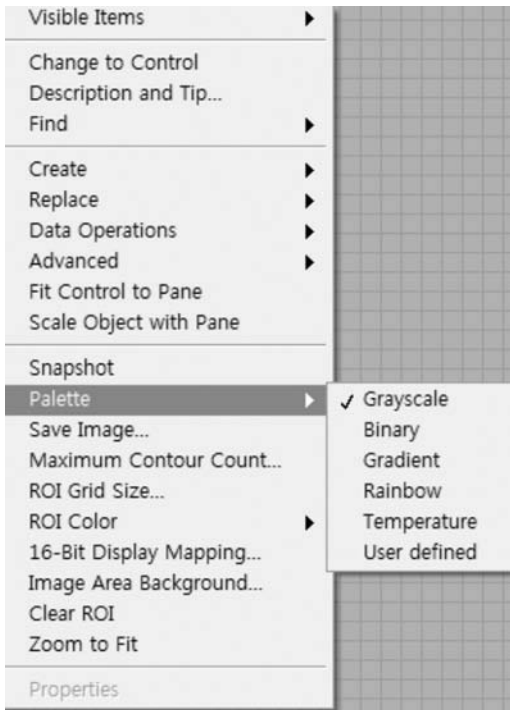 Visible Items
Change to Control
Description and Tip...
Find
Create
Replace
Data Operations
Advanced
Fit Control to Pane
Scale Object with Pane
Snapshot
Palette
Save Image...
Maximum Contour Count...
ROI Grid Size...
ROI Color
16-Bit Display Mapping...
Image Area Background...
Clear ROI
Zoom to Fit
Properties
Grayscale
Binary
Gradient
Rainbow
Temperature
User defined